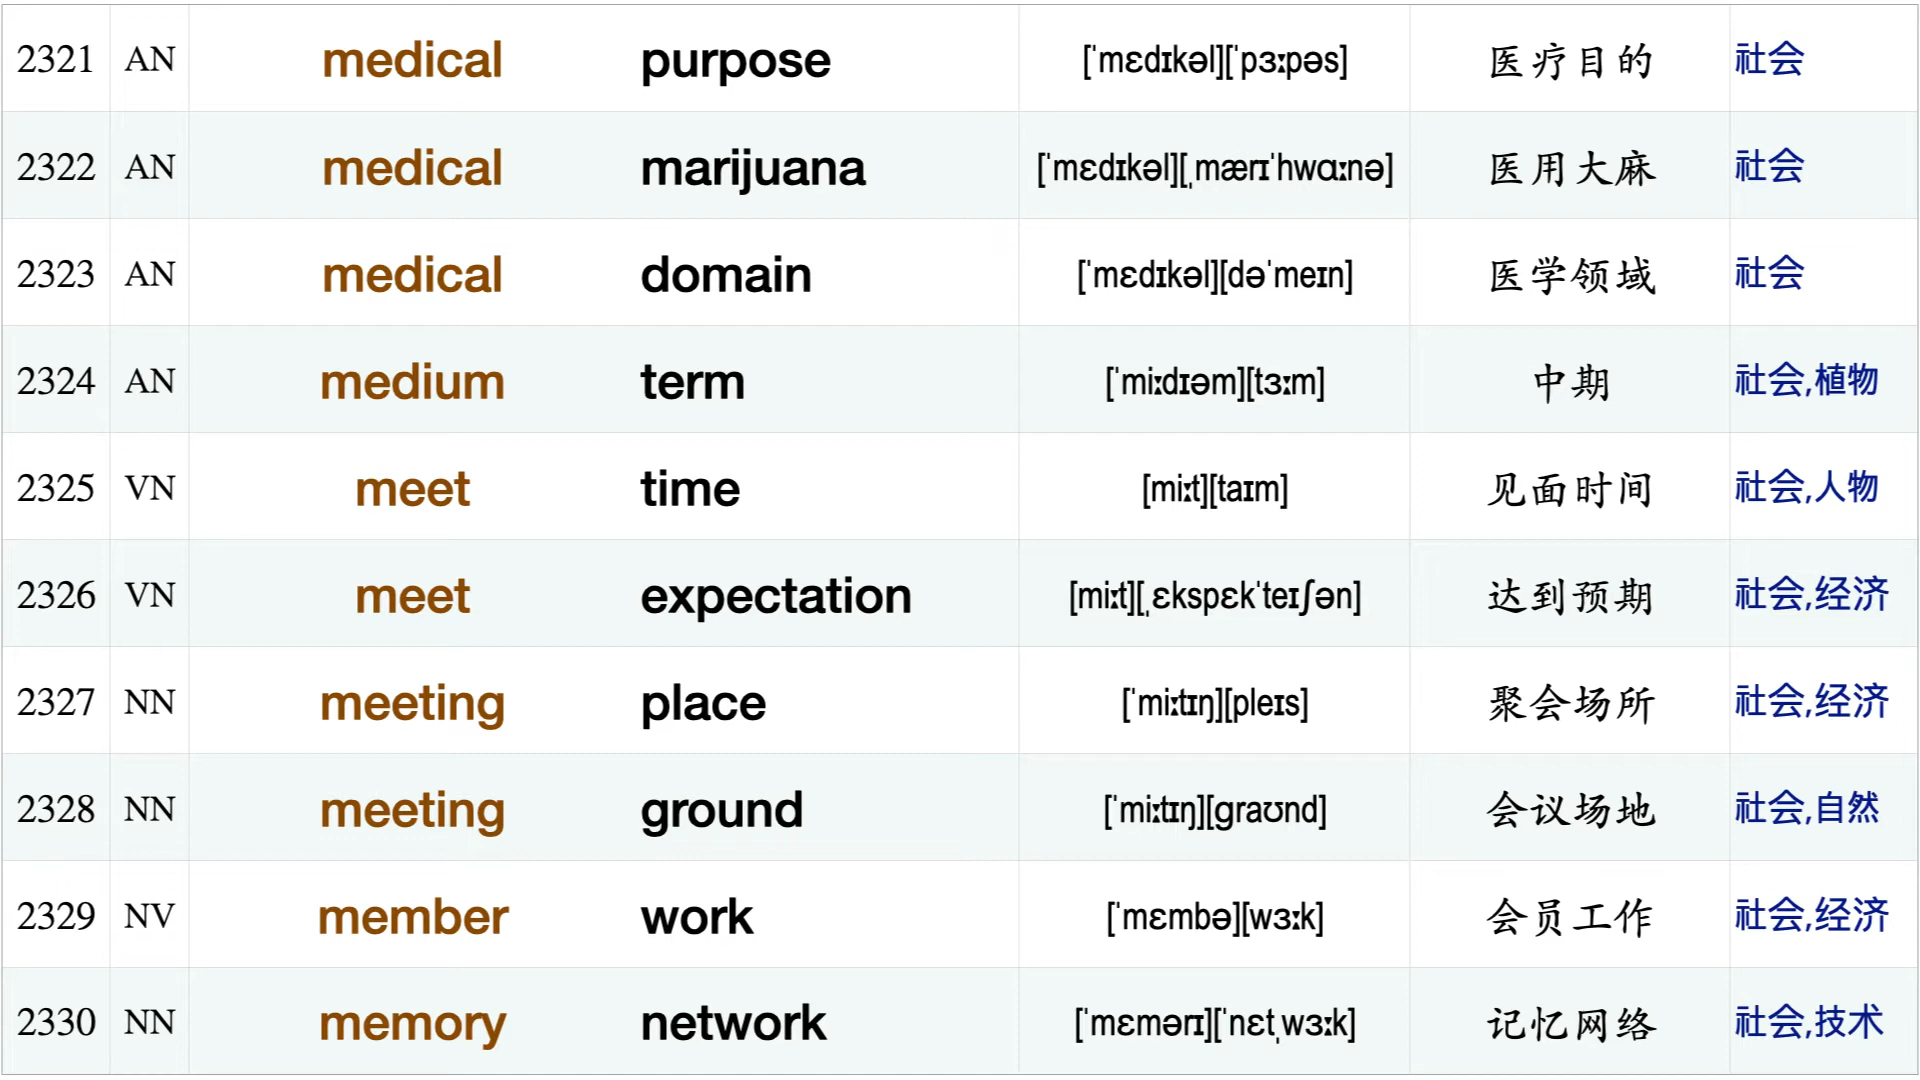 2321 AN medical purpose [ˈmɛdɪkəl][ˈpɜːpəs] 医疗目的 社会
2322 AN medical marijuana [ˈmɛdɪkəl][ˌmærɪˈhwɑːnə] 医用大麻 社会
2323 AN medical domain [ˈmɛdɪkəl][dəˈmeɪn] 医学领域 社会
2324 AN medium term [ˈmiːdɪəm][tɜːm] 中期 社会,植物
2325 VN meet time [miːt][taɪm] 见面时间 社会,人物
2326 VN meet expectation [miːt][ˌɛkspɛkˈteɪʃən] 达到预期 社会,经济
2327 NN meeting place [ˈmiːtɪŋ][pleɪs] 聚会场所 社会,经济
2328 NN meeting ground [ˈmiːtɪŋ][graʊnd] 会议场地 社会,自然
2329 NV member work [ˈmɛmbə][wɜːk] 会员工作 社会,经济
2330 NN memory network [ˈmɛmərɪ][ˈnɛtˌwɜːk] 记忆网络 社会,技术